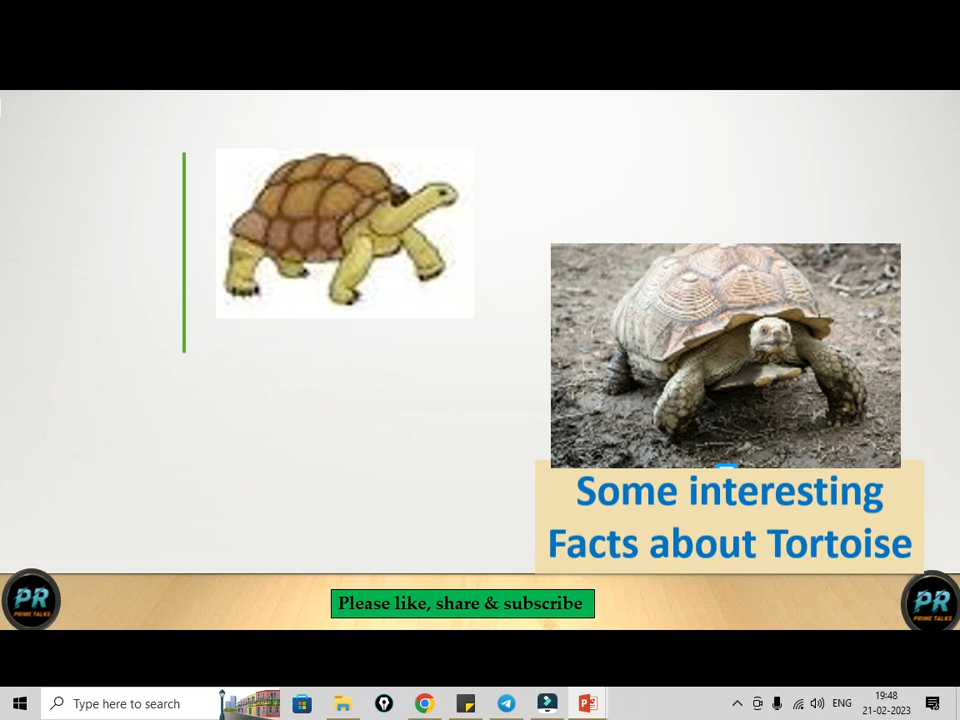 Some interesting
Facts about Tortoise
Please like, share & subscribe
PR
PRIME TALKS
PR
PRIME TALKS
Type here to search
ENG
19:48
21-02-2023